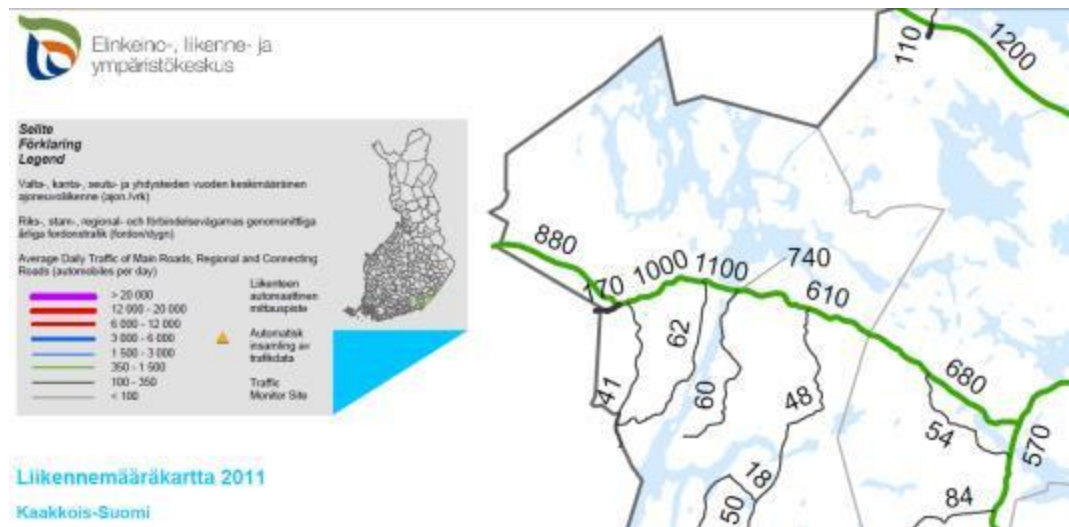 Elinkeino-, liikenne- ja
ympäristökeskus
Selite
Förklaring
Legend
Valta-, kanta-, seutu- ja yhdysteiden vuoden keskimääräinen
ajoneuvoliikenne (ajon./vrk)
Riks-, stam-, regional- och förbindelsevägarnas genomsnittliga
årliga fordonstrafik (fordon/dygn)
Average Daily Traffic of Main Roads, Regional and Connecting
Roads (automobiles per day)
> 20 000
12 000 - 20 000
6 000 - 12 000
3 000 - 6 000
1 500 - 3 000
350 - 1 500
100 - 350
< 100
Liikenteen
automaattinen
mittauspiste
Automatisk
insamling av
trafikdata
Traffic
Monitor Site
Liikennemääräkartta 2011
Kaakkois-Suomi
110
1200
880
170
1000
1100
740
610
62
41
60
48
680
54
570
18
50
84